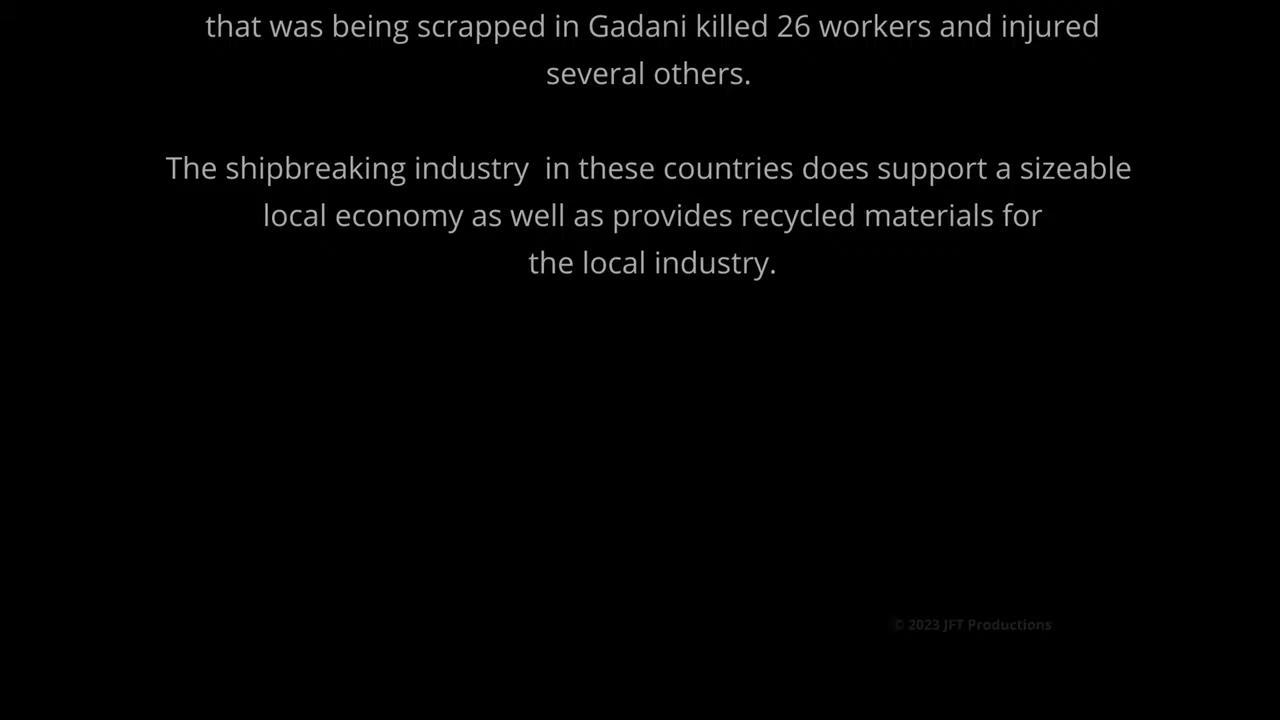 that was being scrapped in Gadani killed 26 workers and injured
several others.
The shipbreaking industry  in these countries does support a sizeable
local economy as well as provides recycled materials for
the local industry.
© 2023 JFT Productions